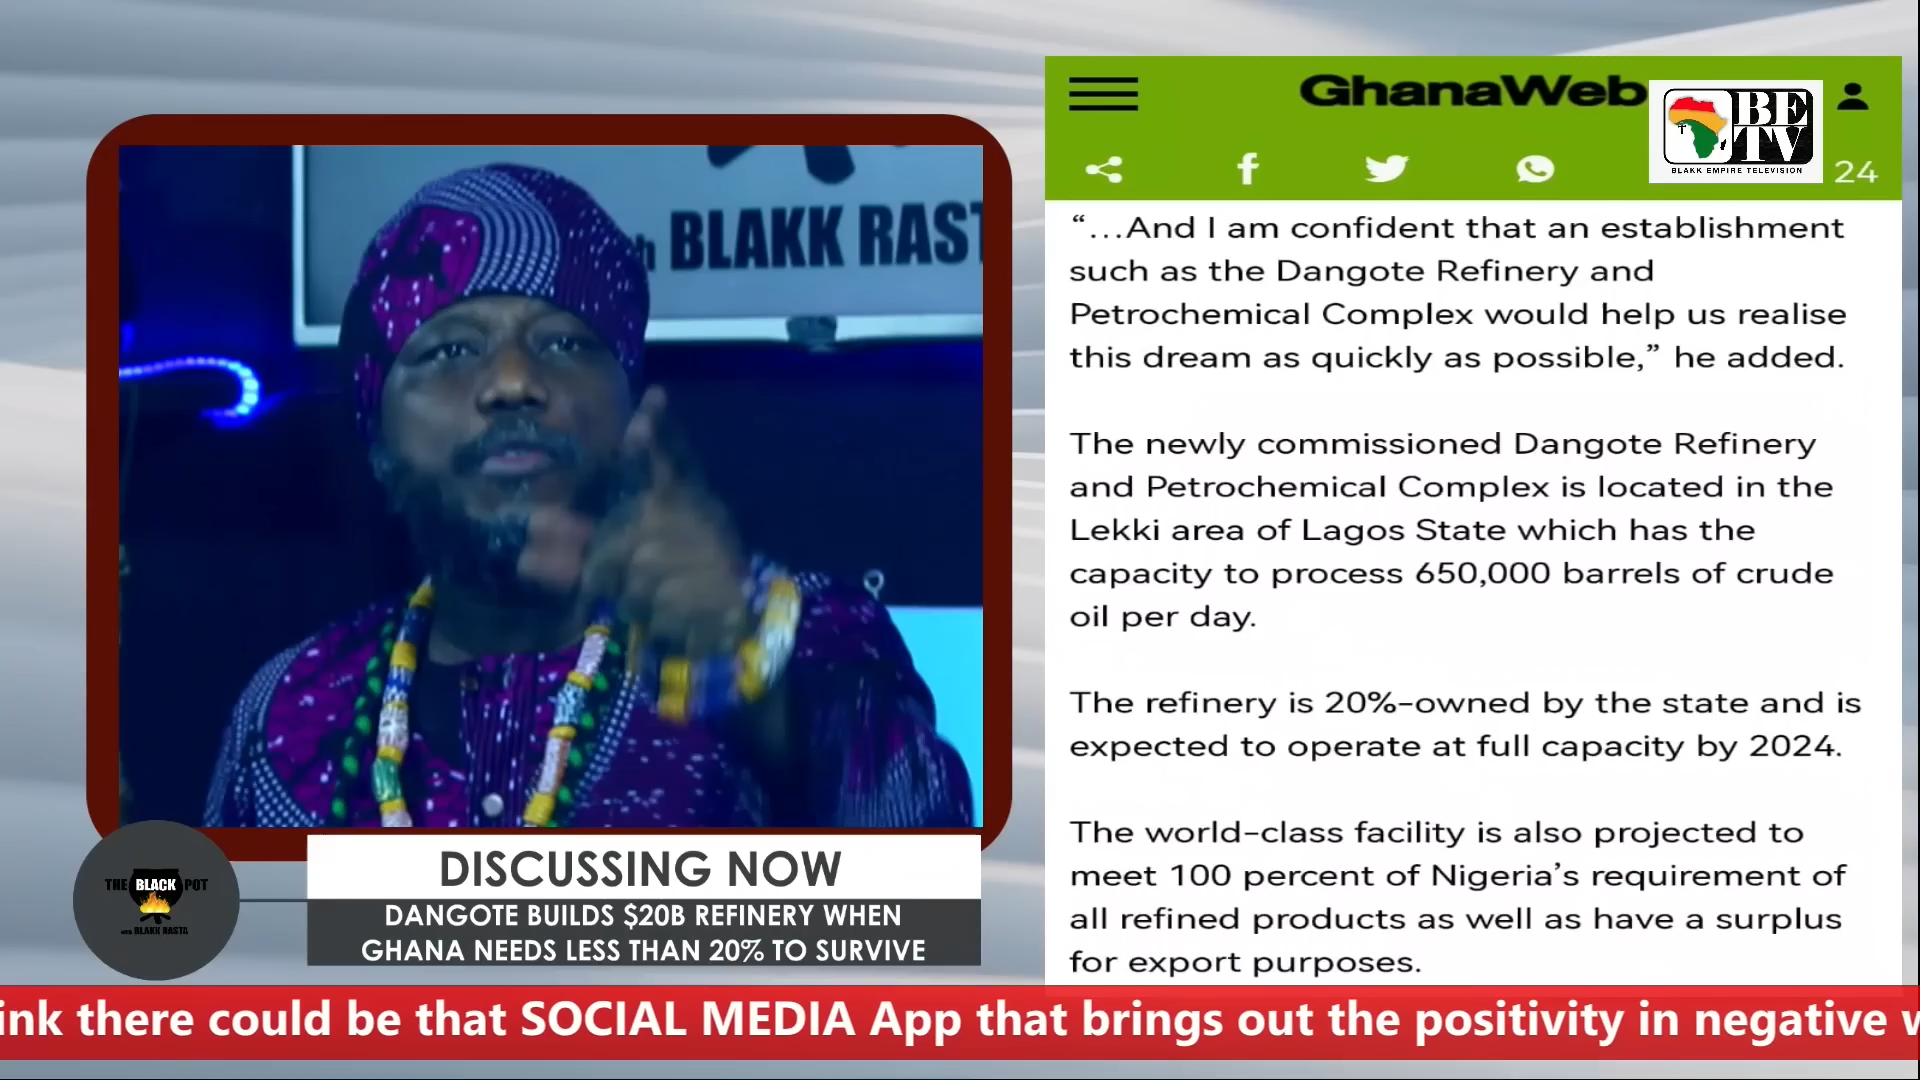 BLAKK RAST
GhanaWeb
BE
TV
BLAKK EMPIRE TELEVISION
24
“...And I am confident that an establishment
such as the Dangote Refinery and
Petrochemical Complex would help us realise
this dream as quickly as possible,” he added.
The newly commissioned Dangote Refinery
and Petrochemical Complex is located in the
Lekki area of Lagos State which has the
capacity to process 650,000 barrels of crude
oil per day.
The refinery is 20%-owned by the state and is
expected to operate at full capacity by 2024.
The world-class facility is also projected to
meet 100 percent of Nigeria’s requirement of
all refined products as well as have a surplus
for export purposes.
THE BLACK POT
with BLAKK RASTA
DISCUSSING NOW
DANGOTE BUILDS $20B REFINERY WHEN
GHANA NEEDS LESS THAN 20% TO SURVIVE
ink there could be that SOCIAL MEDIA App that brings out the positivity in negative w